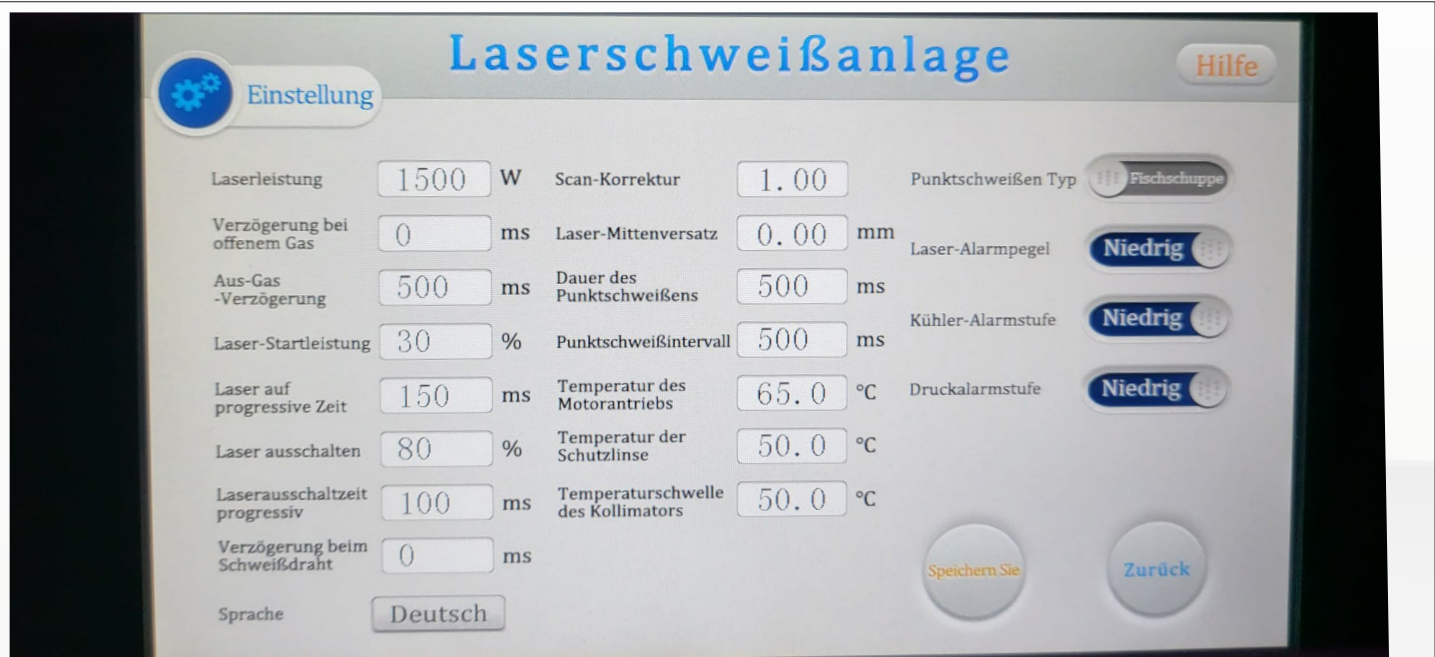 Laserschweißanlage
Hilfe
Einstellung
Laserleistung 1500 W
Verzögerung bei
offenem Gas 0 ms
Aus-Gas
-Verzögerung 500 ms
Laser-Startleistung 30 %
Laser auf
progressive Zeit 150 ms
Laser ausschalten 80 %
Laserausschaltzeit
progressiv 100 ms
Verzögerung beim
Schweißdraht 0 ms
Sprache Deutsch
Scan-Korrektur 1.00
Laser-Mittenversatz 0.00 mm
Dauer des
Punktschweißens 500 ms
Punktschweißintervall 500 ms
Temperatur des
Motorantriebs 65.0 °C
Temperatur der
Schutzlinse 50.0 °C
Temperaturschwelle
des Kollimators 50.0 °C
Punktschweißen Typ Fischschuppe
Laser-Alarmpegel Niedrig
Kühler-Alarmstufe Niedrig
Druckalarmstufe Niedrig
Speichern Sie
Zurück